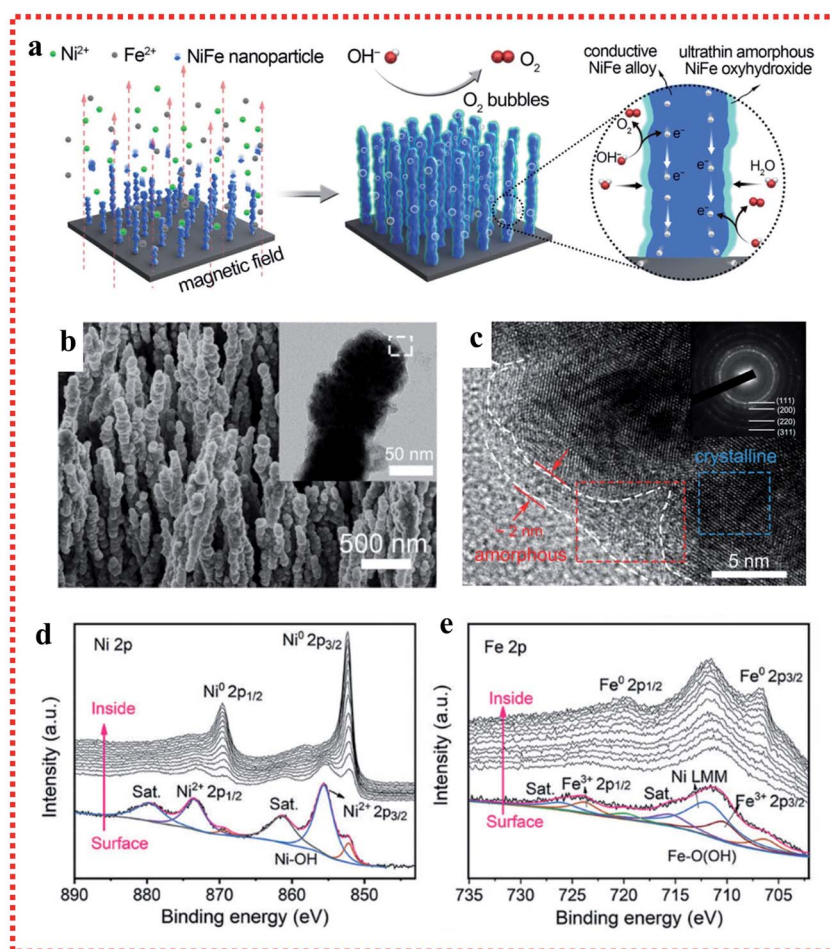 a
Ni²⁺ Fe²⁺ NiFe nanoparticle
OH⁻ O₂
O₂ bubbles
conductive
NiFe alloy
ultrathin amorphous
NiFe oxyhydroxide
O₂
e⁻
OH⁻
e⁻
H₂O
e⁻
magnetic field
b
50 nm
500 nm
c
(111)
(200)
(220)
(311)
crystalline
~ 2 nm
amorphous
5 nm
d
Ni 2p
Ni⁰ 2p3/2
Ni⁰ 2p1/2
Inside
Sat.
Ni²⁺ 2p1/2
Sat.
Ni²⁺ 2p3/2
Surface
Ni-OH
Intensity (a.u.)
890 880 870 860 850
Binding energy (eV)
e
Fe 2p
Fe⁰ 2p1/2
Fe⁰ 2p3/2
Inside
Sat.
Fe³⁺ 2p1/2
Sat.
Ni LMM
Fe³⁺ 2p3/2
Surface
Fe-O(OH)
Intensity (a.u.)
735 730 725 720 715 710 705
Binding energy (eV)